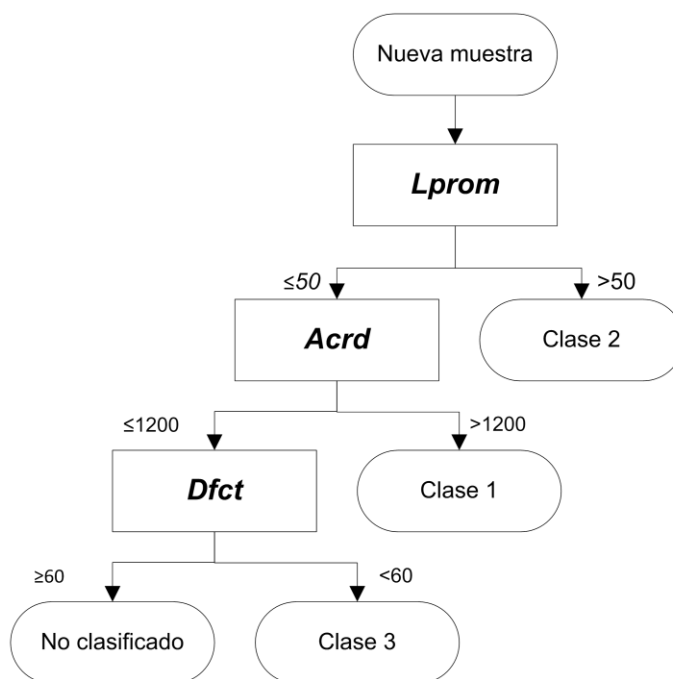 Nueva muestra
Lprom
≤50
>50
Acrd
Clase 2
≤1200
>1200
Dfct
Clase 1
≥60
<60
No clasificado
Clase 3